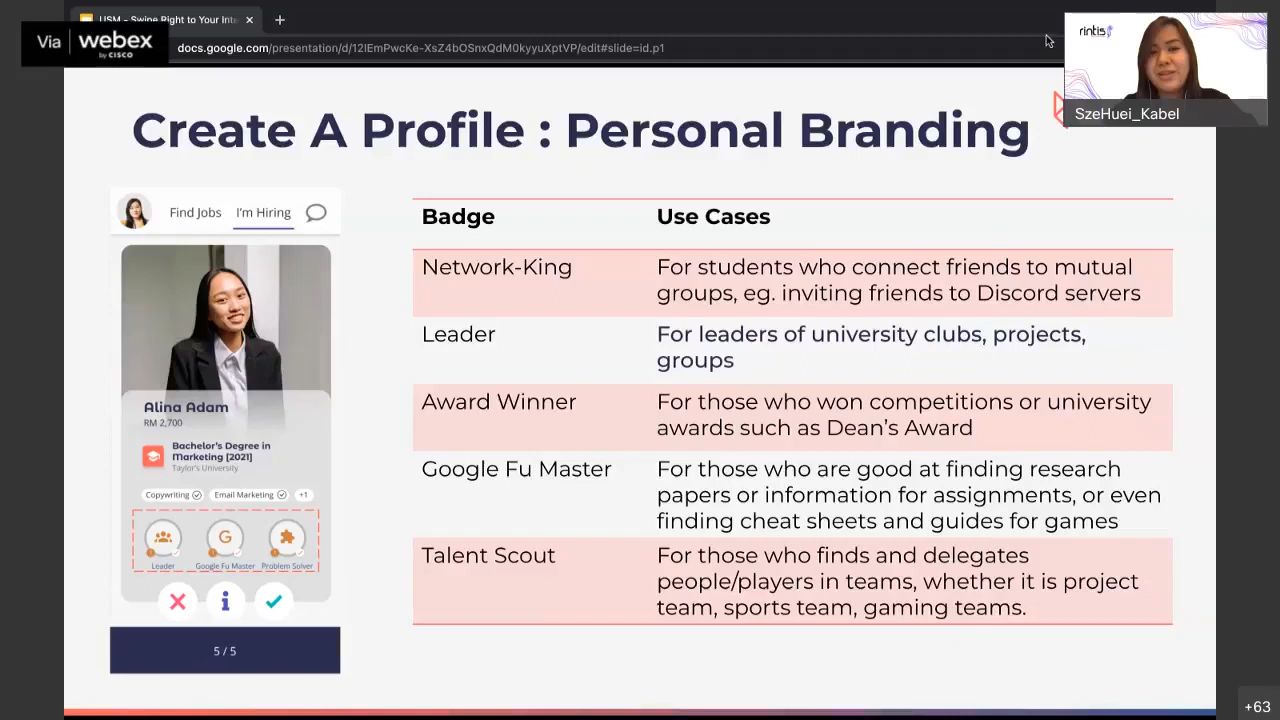 USM - Swipe Right to Your Inte
Via webex
by CISCO
docs.google.com/presentation/d/12IEmPwcKe-XsZ4bOSnxQdM0kyyuXptVP/edit#slide=id.p1
rintis
SzeHuei_Kabel
Create A Profile : Personal Branding
Find Jobs I'm Hiring
Alina Adam
RM 2,700
Bachelor's Degree in
Marketing [2021]
Taylor's University
Copywriting Email Marketing +1
G
Leader Google Fu Master Problem Solver
5 / 5
Badge Use Cases
Network-King For students who connect friends to mutual
groups, eg. inviting friends to Discord servers
Leader For leaders of university clubs, projects,
groups
Award Winner For those who won competitions or university
awards such as Dean's Award
Google Fu Master For those who are good at finding research
papers or information for assignments, or even
finding cheat sheets and guides for games
Talent Scout For those who finds and delegates
people/players in teams, whether it is project
team, sports team, gaming teams.
+63